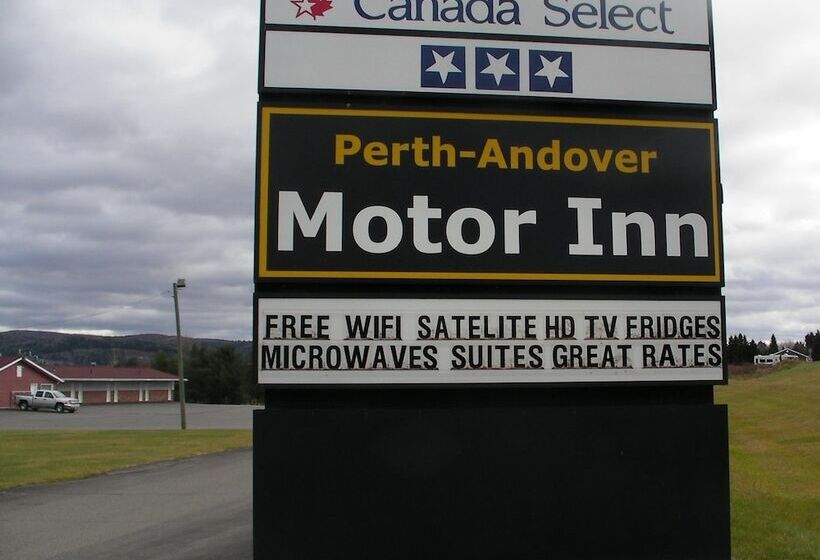 Canada Select
Perth-Andover
Motor Inn
FREE WIFI SATELITE HD TV FRIDGES
MICROWAVES SUITES GREAT RATES